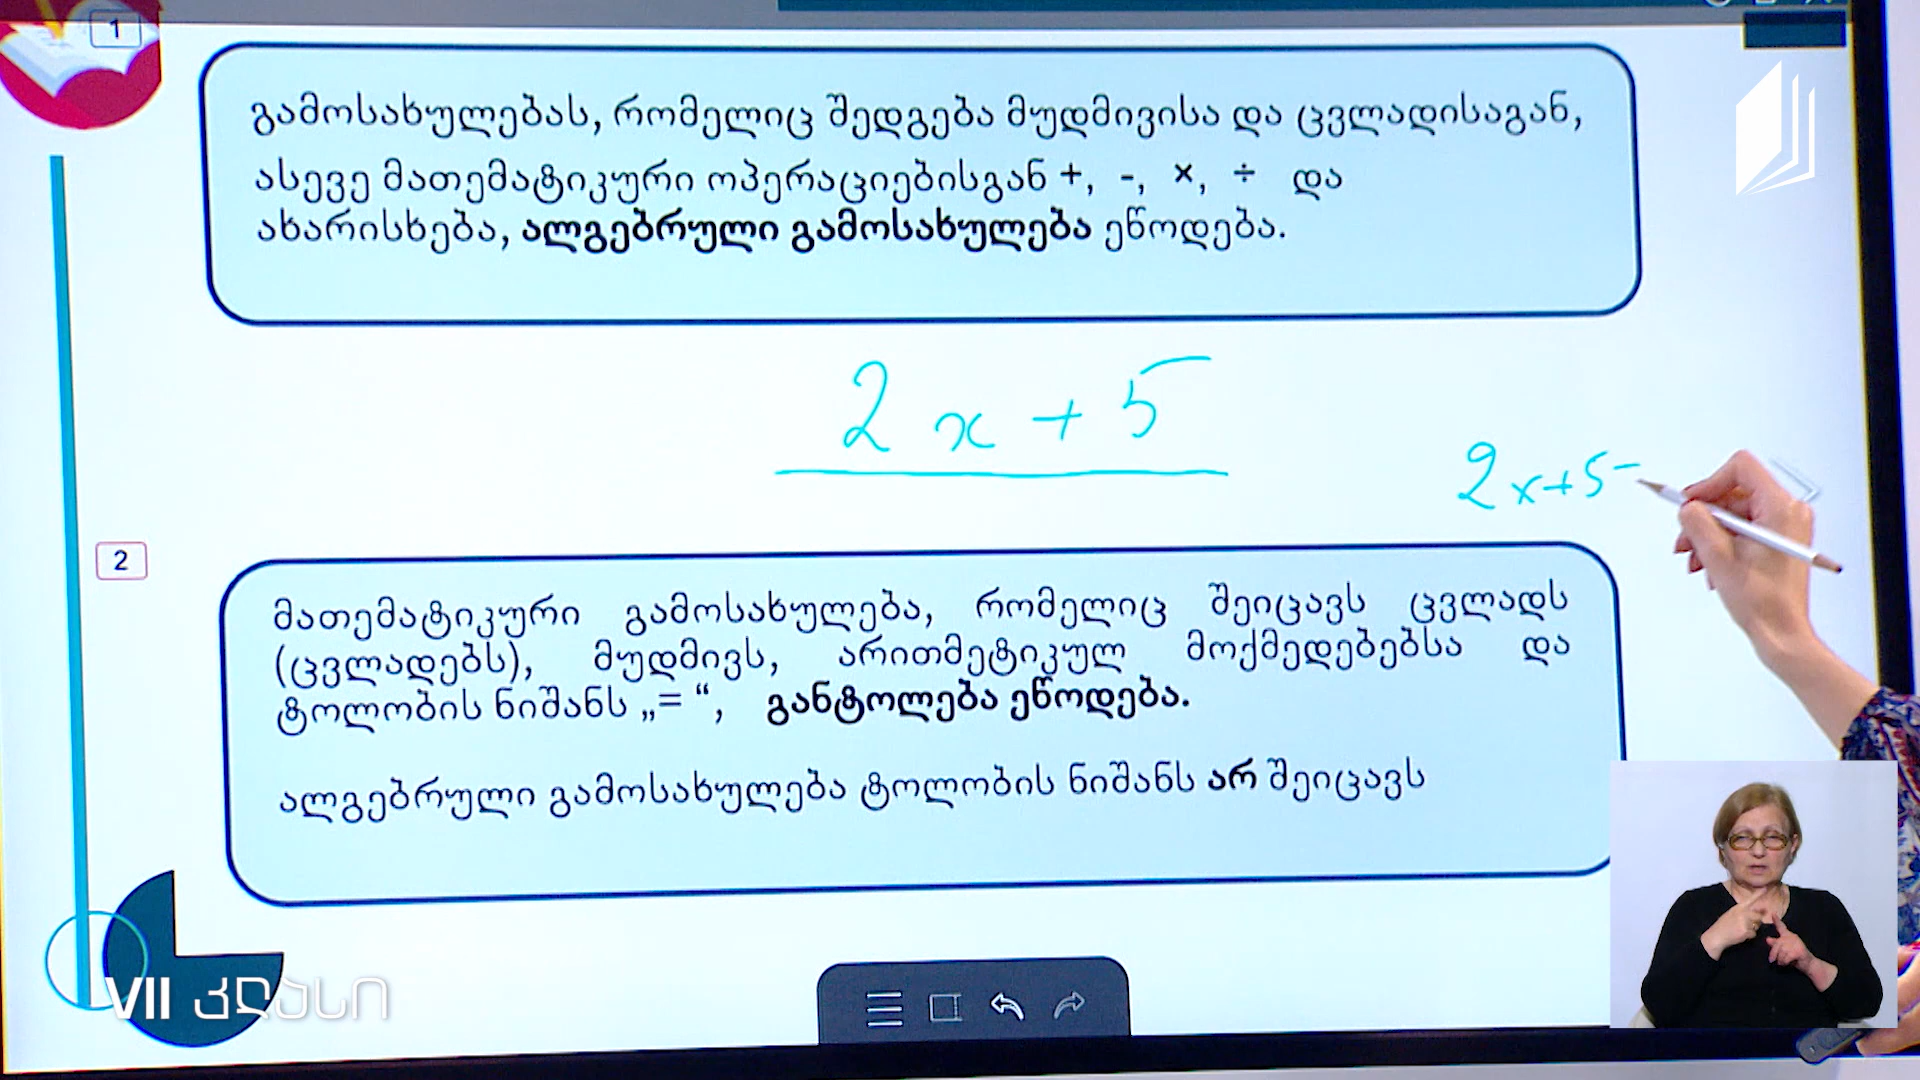 1
გამოსახულებას, რომელიც შედგება მუდმივისა და ცვლადისაგან,
ასევე მათემატიკური ოპერაციებისგან +, -, ×, ÷ და
ახარისხება, ალგებრული გამოსახულება ეწოდება.
2x+5
2x+5
2
მათემატიკური გამოსახულება, რომელიც შეიცავს ცვლადს
(ცვლადებს), მუდმივს, არითმეტიკულ მოქმედებებსა და
ტოლობის ნიშანს „= “, განტოლება ეწოდება.
ალგებრული გამოსახულება ტოლობის ნიშანს არ შეიცავს
VII კლასი